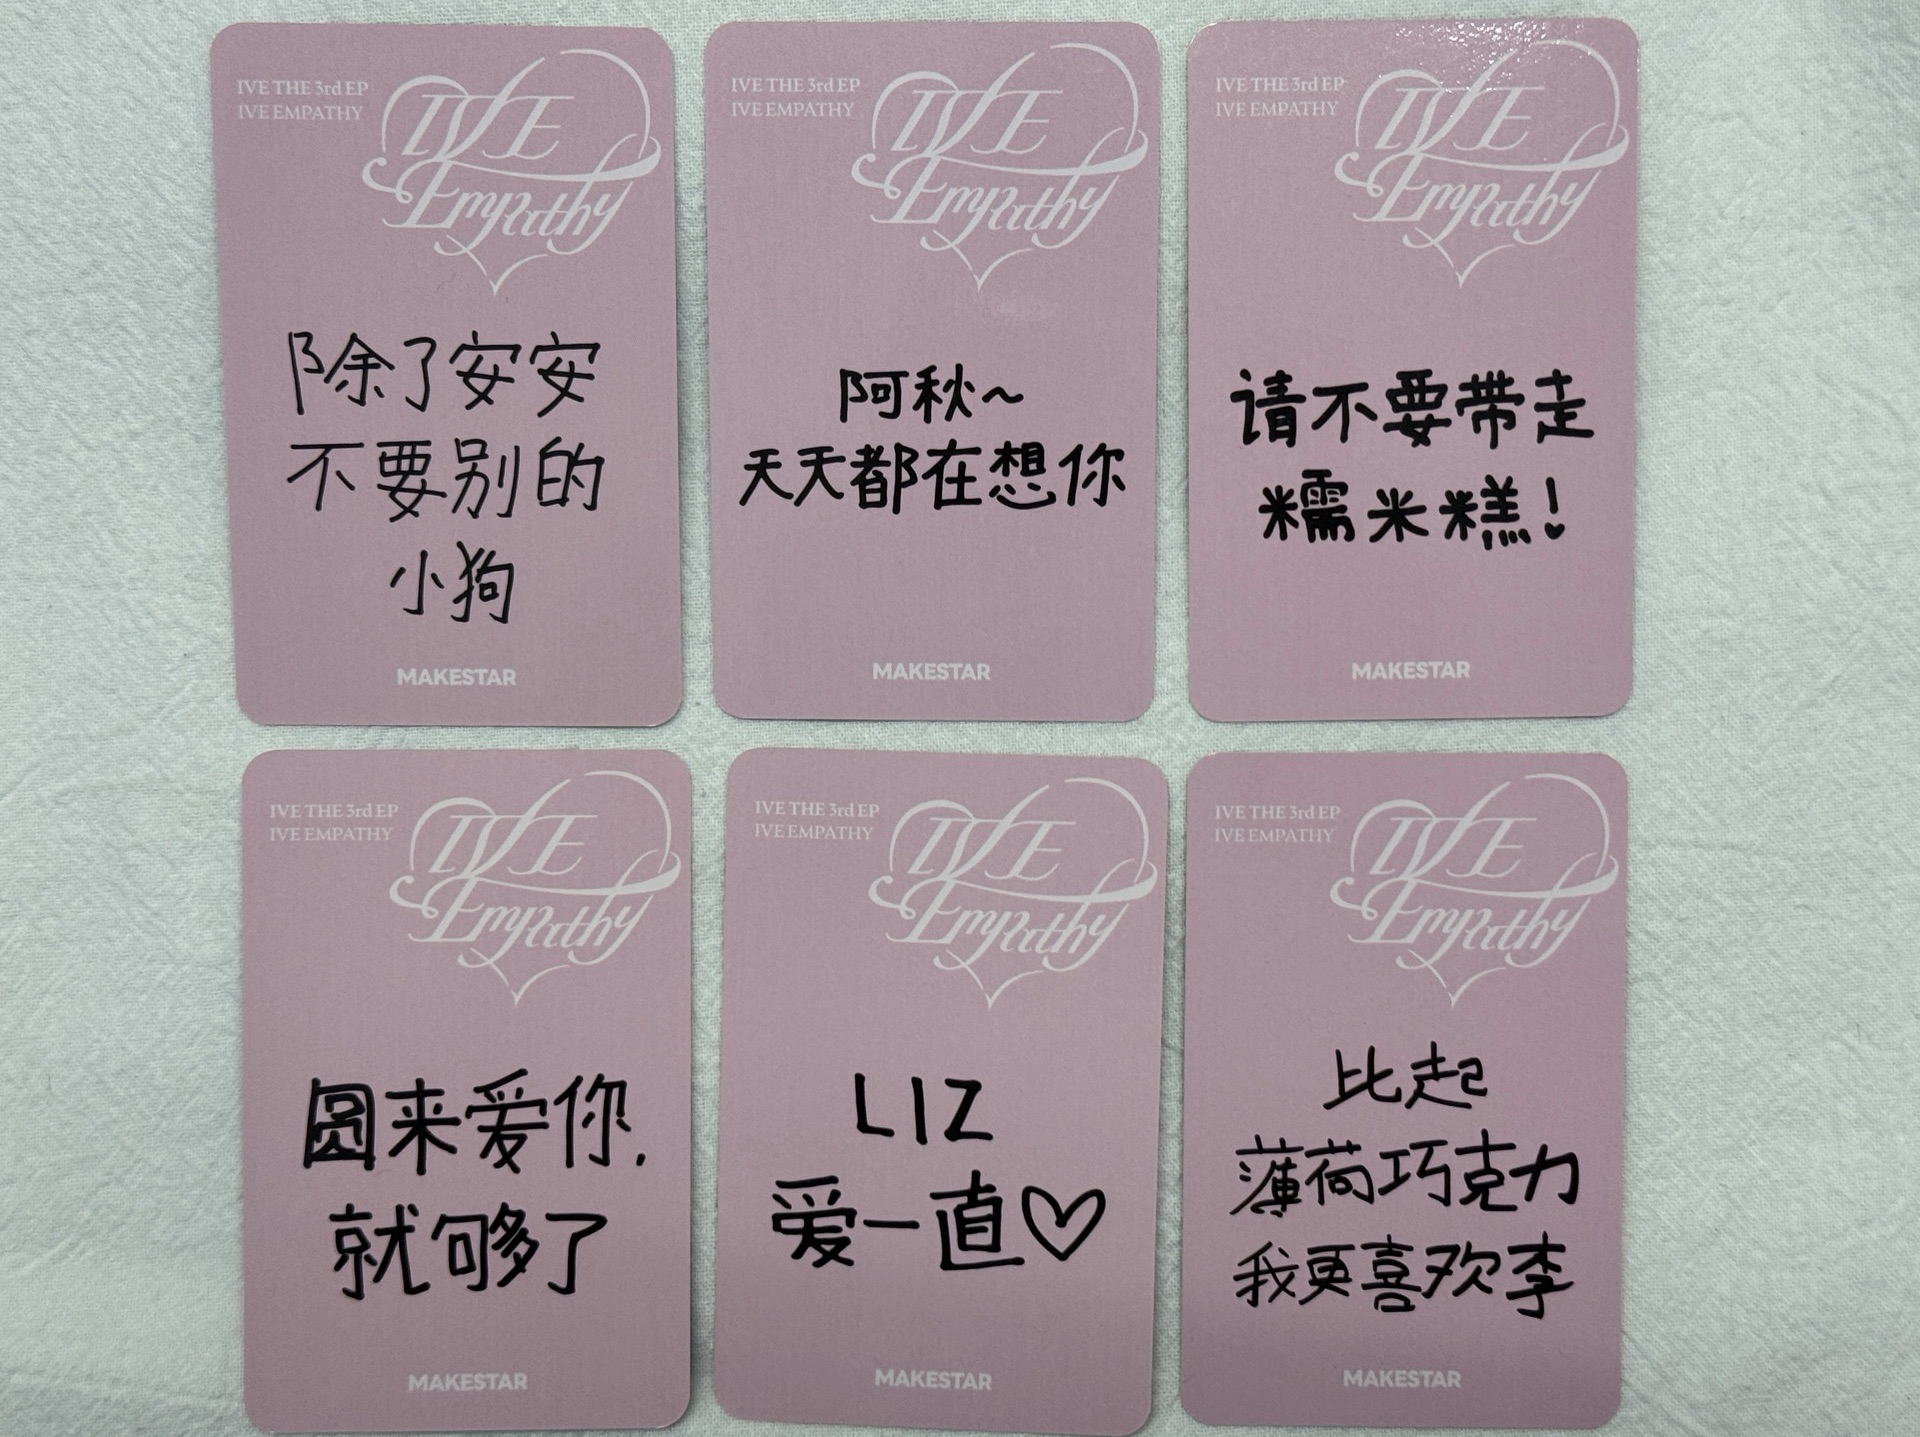 IVE THE 3rd EP
IVE EMPATHY
IVE
Empathy
除了安安
不要别的
小狗
MAKESTAR
IVE THE 3rd EP
IVE EMPATHY
IVE
Empathy
阿秋~
天天都在想你
MAKESTAR
IVE THE 3rd EP
IVE EMPATHY
IVE
Empathy
请不要带走
糯米糕!
MAKESTAR
IVE THE 3rd EP
IVE EMPATHY
IVE
Empathy
圆来爱你.
就够了
MAKESTAR
IVE THE 3rd EP
IVE EMPATHY
IVE
Empathy
LIZ
爱一直♡
MAKESTAR
IVE THE 3rd EP
IVE EMPATHY
IVE
Empathy
比起
薄荷巧克力
我更喜欢李
MAKESTAR